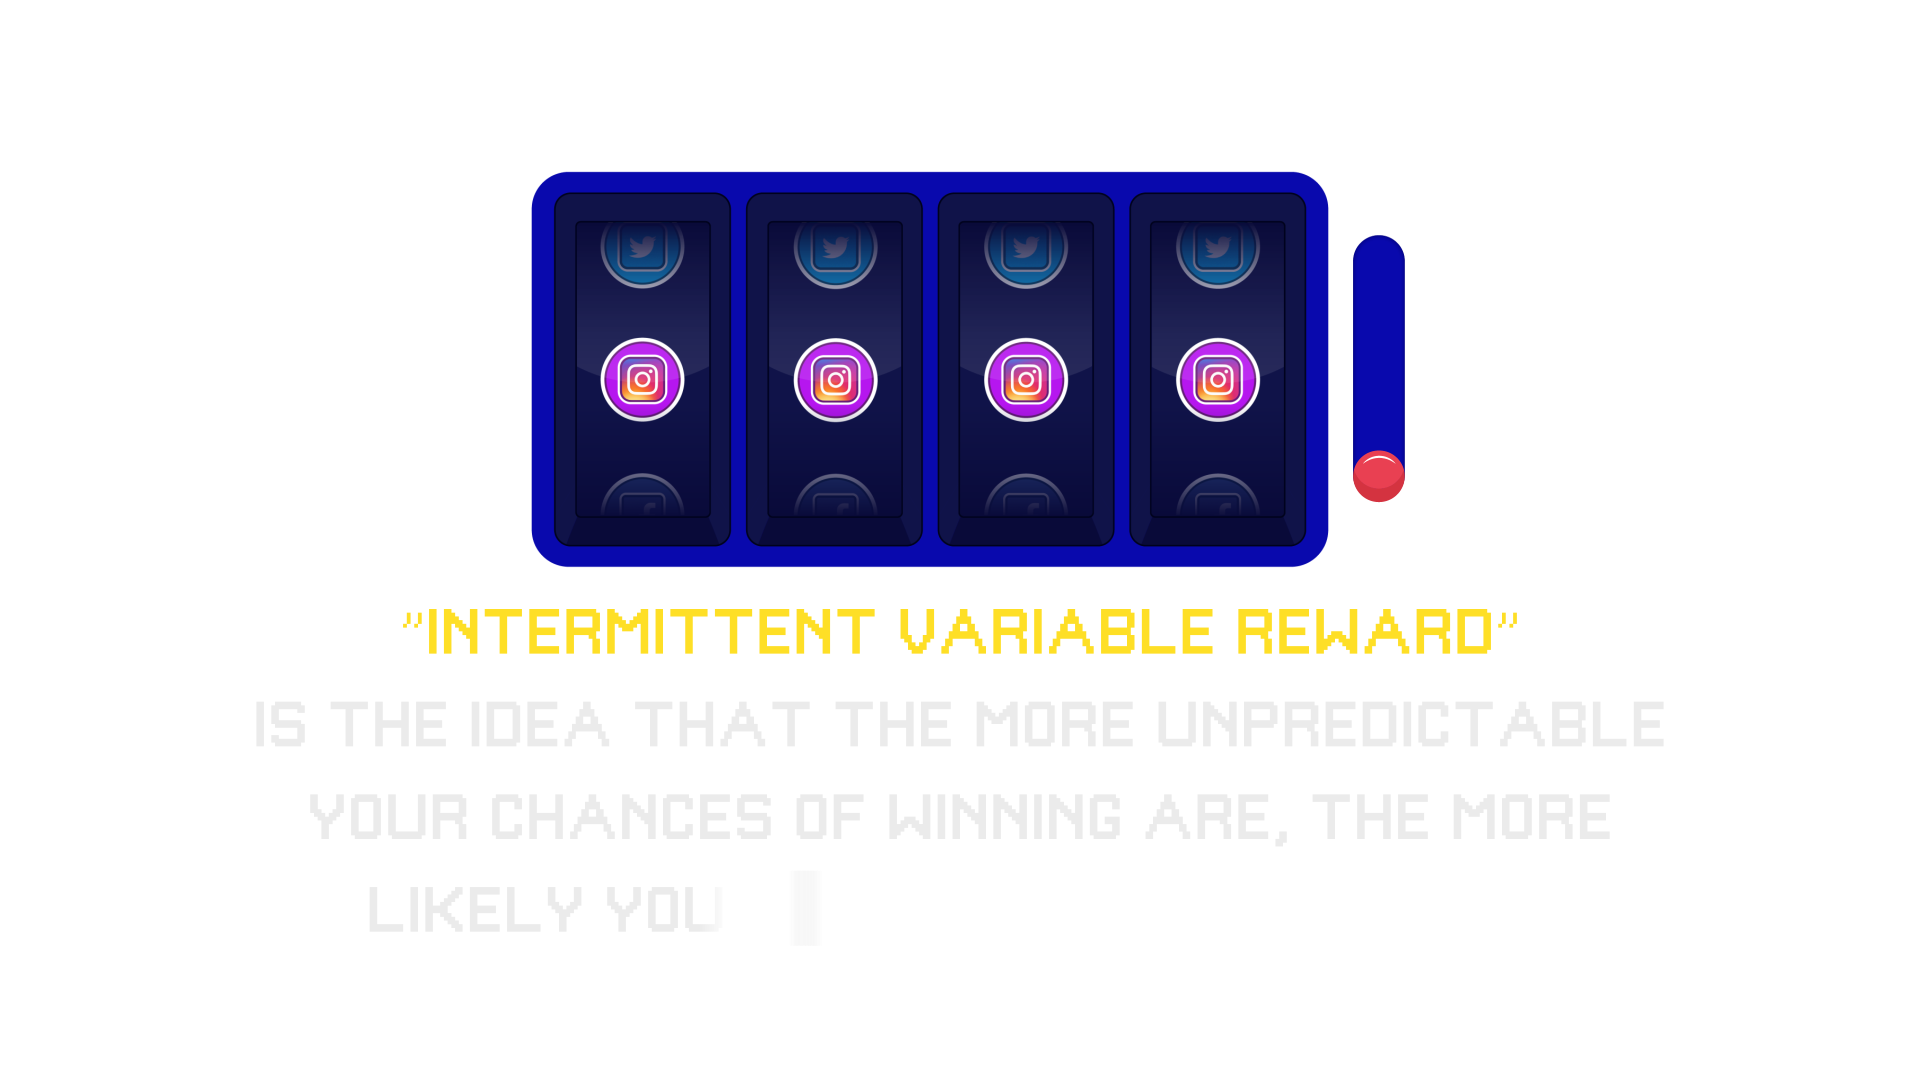 "INTERMITTENT VARIABLE REWARD"
IS THE IDEA THAT THE MORE UNPREDICTABLE
YOUR CHANCES OF WINNING ARE, THE MORE
LIKELY YOU